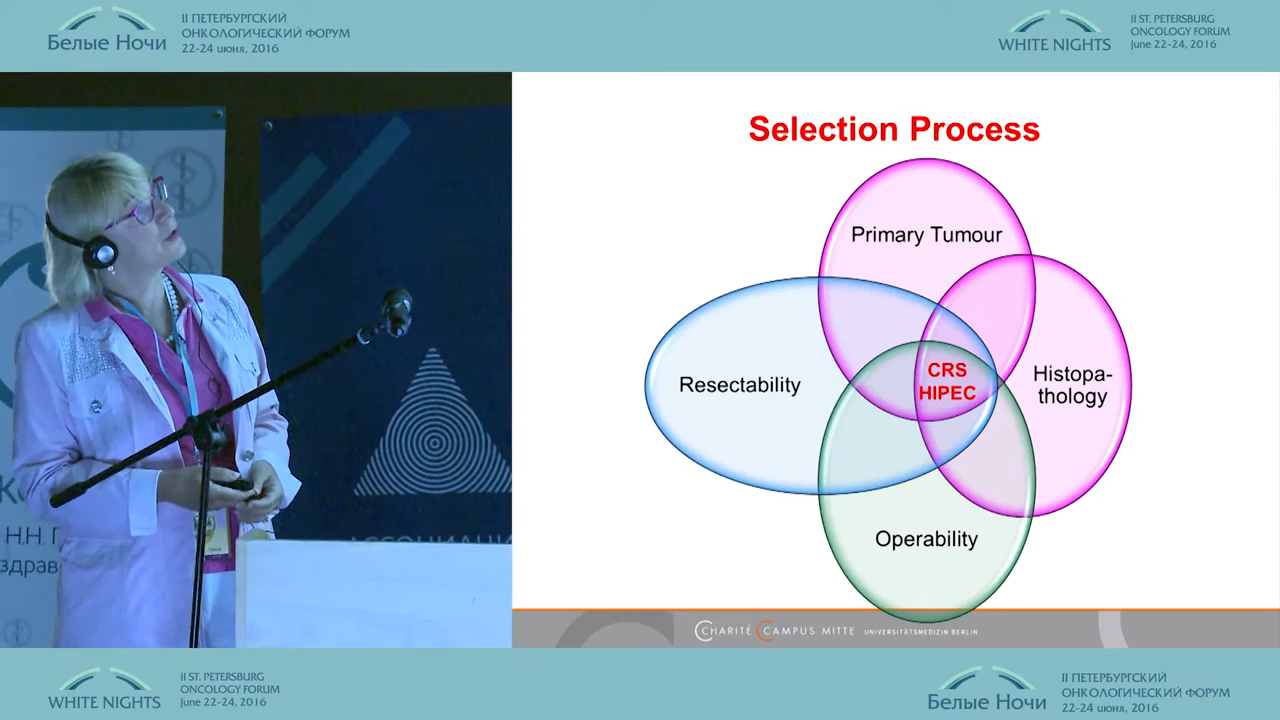 Белые Ночи
II ПЕТЕРБУРГСКИЙ
ОНКОЛОГИЧЕСКИЙ ФОРУМ
22-24 июня, 2016
WHITE NIGHTS
II ST. PETERSBURG
ONCOLOGY FORUM
June 22-24, 2016
Selection Process
Primary Tumour
Resectability
CRS
HIPEC
Histopa-
thology
Operability
CHARITÉ CAMPUS MITTE UNIVERSITÄTSMEDIZIN BERLIN
Н.Н. П
здрав
АССОЦИАЦИ
WHITE NIGHTS
II ST. PETERSBURG
ONCOLOGY FORUM
June 22-24, 2016
Белые Ночи
II ПЕТЕРБУРГСКИЙ
ОНКОЛОГИЧЕСКИЙ ФОРУМ
22-24 июня, 2016